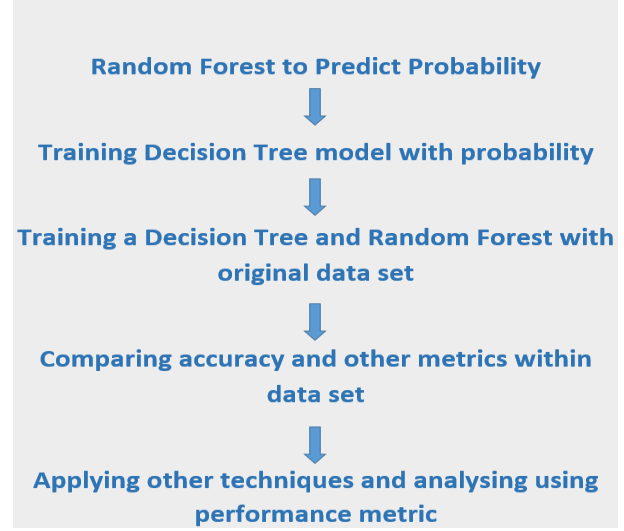 Random Forest to Predict Probability
Training Decision Tree model with probability
Training a Decision Tree and Random Forest with
original data set
Comparing accuracy and other metrics within
data set
Applying other techniques and analysing using
performance metric